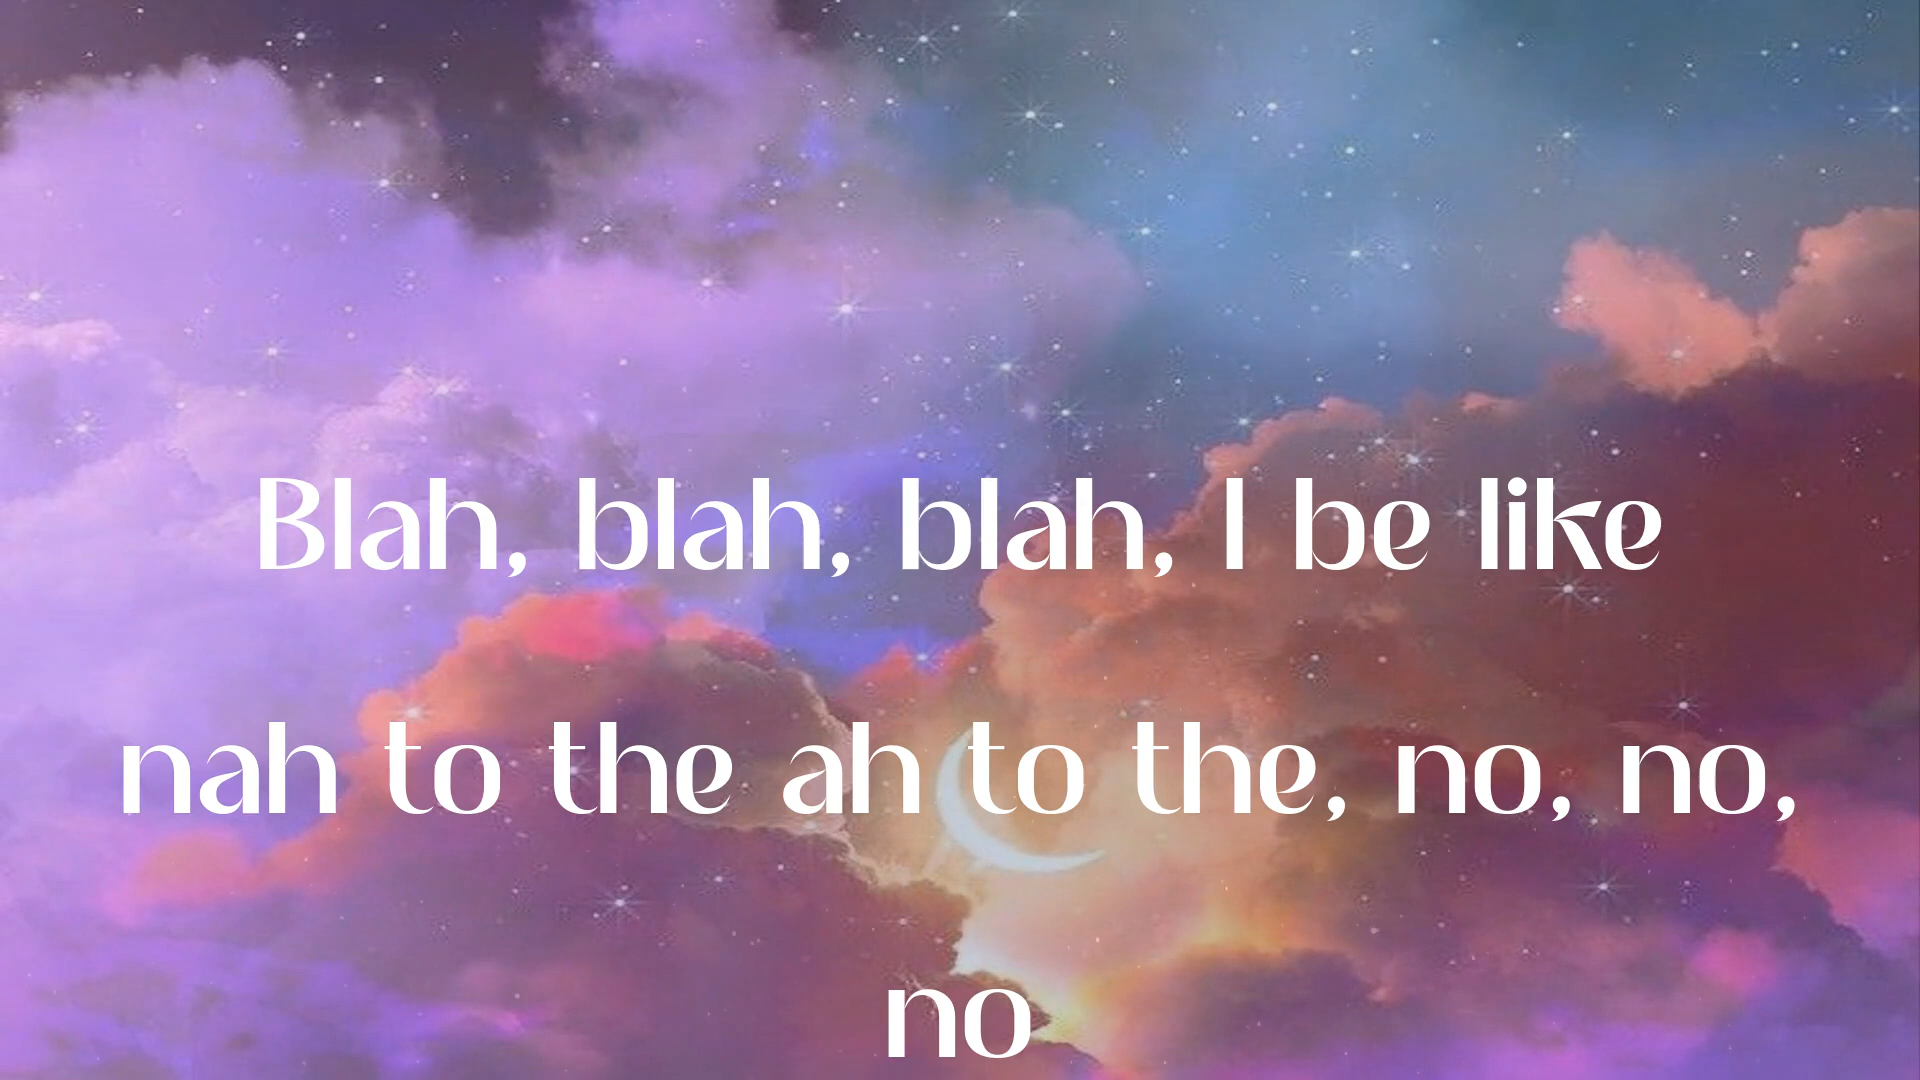 Blah, blah, blah, I be like
nah to the ah to the, no, no,
no